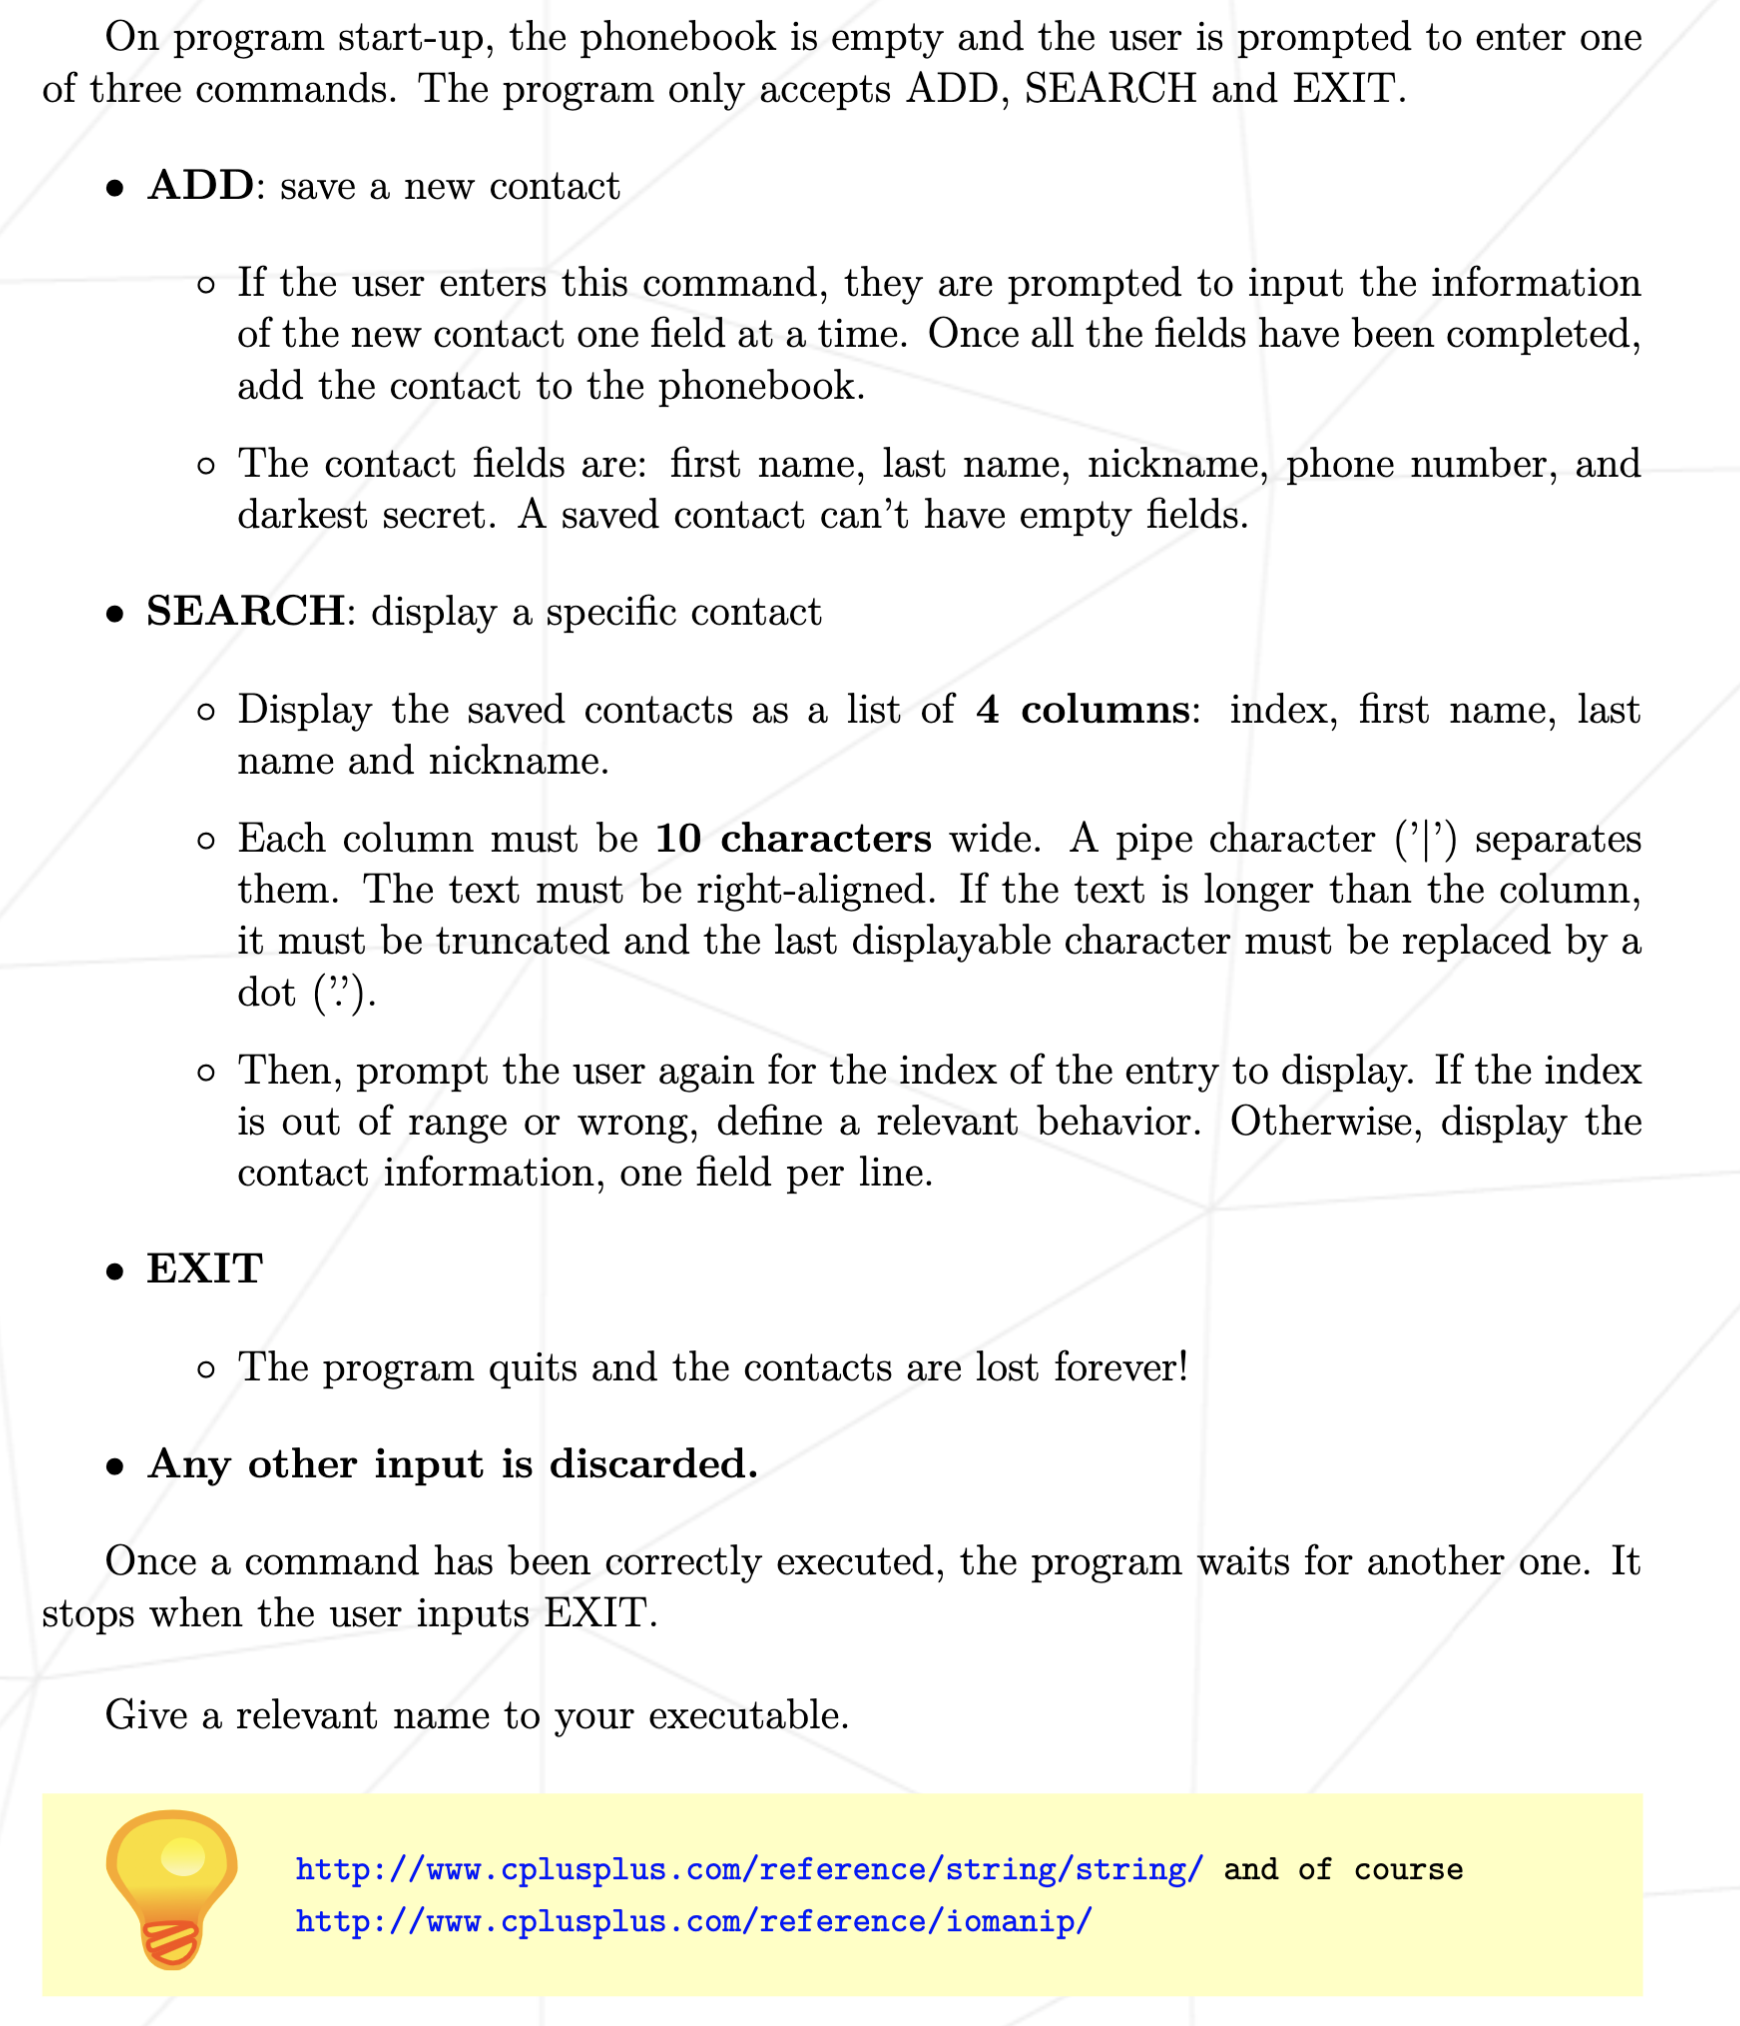 On program start-up, the phonebook is empty and the user is prompted to enter one
of three commands. The program only accepts ADD, SEARCH and EXIT.
• ADD: save a new contact
◦ If the user enters this command, they are prompted to input the information
of the new contact one field at a time. Once all the fields have been completed,
add the contact to the phonebook.
◦ The contact fields are: first name, last name, nickname, phone number, and
darkest secret. A saved contact can’t have empty fields.
• SEARCH: display a specific contact
◦ Display the saved contacts as a list of 4 columns: index, first name, last
name and nickname.
◦ Each column must be 10 characters wide. A pipe character (’|’) separates
them. The text must be right-aligned. If the text is longer than the column,
it must be truncated and the last displayable character must be replaced by a
dot (’.’).
◦ Then, prompt the user again for the index of the entry to display. If the index
is out of range or wrong, define a relevant behavior. Otherwise, display the
contact information, one field per line.
• EXIT
◦ The program quits and the contacts are lost forever!
• Any other input is discarded.
Once a command has been correctly executed, the program waits for another one. It
stops when the user inputs EXIT.
Give a relevant name to your executable.
http://www.cplusplus.com/reference/string/string/ and of course
http://www.cplusplus.com/reference/iomanip/